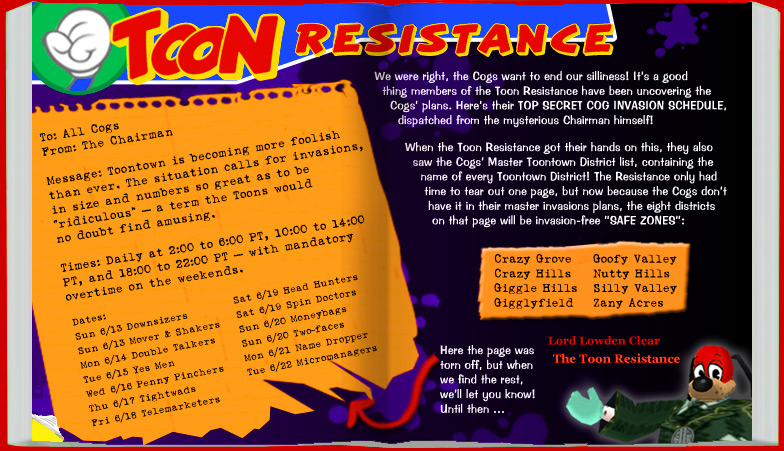 TOON RESISTANCE
To: All Cogs
From: The Chairman
Message: Toontown is becoming more foolish
than ever. The situation calls for invasions,
in size and numbers so great as to be
"ridiculous" — a term the Toons would
no doubt find amusing.
Times: Daily at 2:00 to 6:00 PT, 10:00 to 14:00
PT, and 18:00 to 22:00 PT — with mandatory
overtime on the weekends.
Dates:
Sun 6/13 Downsizers
Sun 6/13 Mover & Shakers
Mon 6/14 Double Talkers
Tue 6/15 Yes Men
Wed 6/16 Penny Pinchers
Thu 6/17 Tightwads
Fri 6/18 Telemarketers
Sat 6/19 Head Hunters
Sat 6/19 Spin Doctors
Sun 6/20 Moneybags
Sun 6/20 Two-faces
Mon 6/21 Name Dropper
Tue 6/22 Micromanagers
We were right, the Cogs want to end our silliness! It's a good
thing members of the Toon Resistance have been uncovering the
Cogs' plans. Here's their TOP SECRET COG INVASION SCHEDULE,
dispatched from the mysterious Chairman himself!
When the Toon Resistance got their hands on this, they also
saw the Cogs' Master Toontown District list, containing the
name of every Toontown District! The Resistance only had
time to tear out one page, but now because the Cogs don't
have it in their master invasions plans, the eight districts
on that page will be invasion-free "SAFE ZONES":
Crazy Grove Goofy Valley
Crazy Hills Nutty Hills
Giggle Hills Silly Valley
Gigglyfield Zany Acres
Here the page was
torn off, but when
we find the rest,
we'll let you know!
Until then ...
Lord Lowden Clear
The Toon Resistance